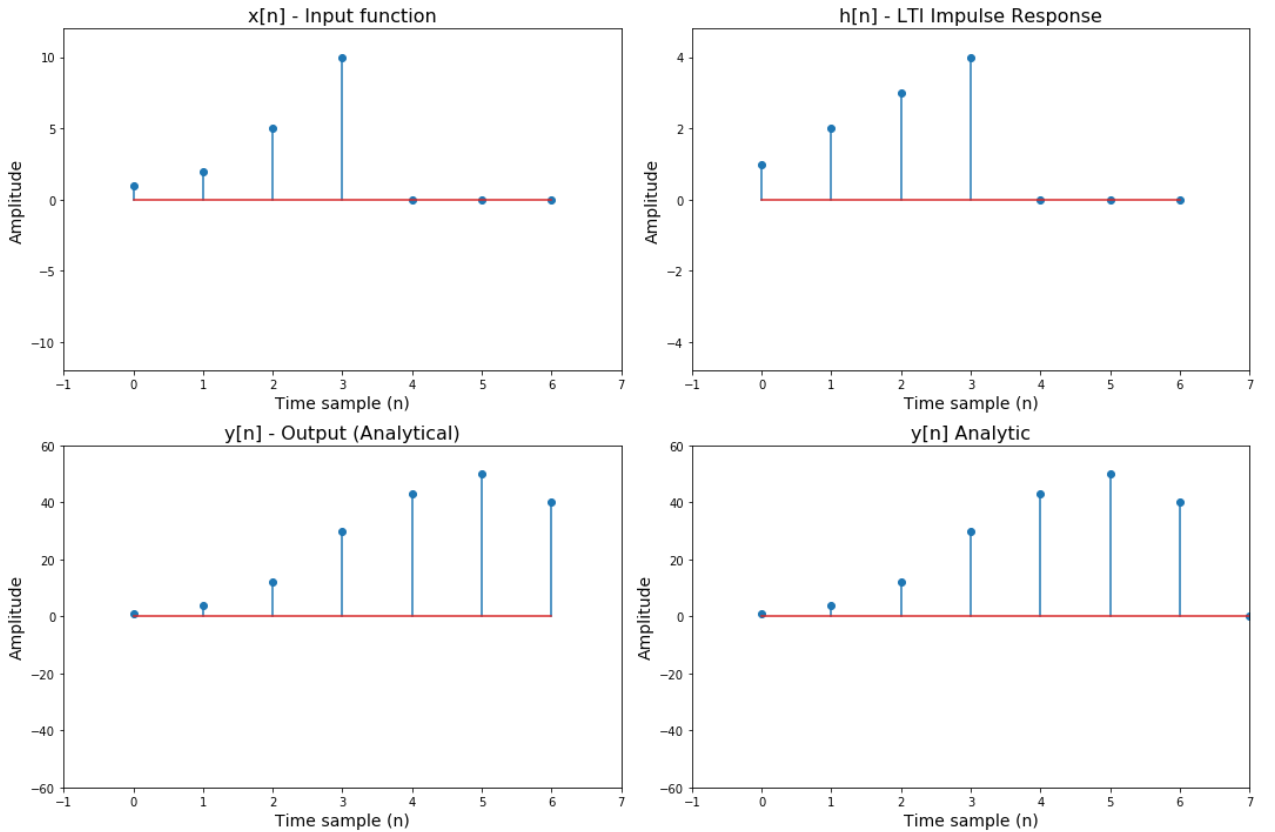 x[n] - Input function
10
5
0
−5
−10
Amplitude
−1 0 1 2 3 4 5 6 7
Time sample (n)
h[n] - LTI Impulse Response
4
2
0
−2
−4
Amplitude
−1 0 1 2 3 4 5 6 7
Time sample (n)
y[n] - Output (Analytical)
60
40
20
0
−20
−40
−60
Amplitude
−1 0 1 2 3 4 5 6 7
Time sample (n)
y[n] Analytic
60
40
20
0
−20
−40
−60
Amplitude
−1 0 1 2 3 4 5 6 7
Time sample (n)